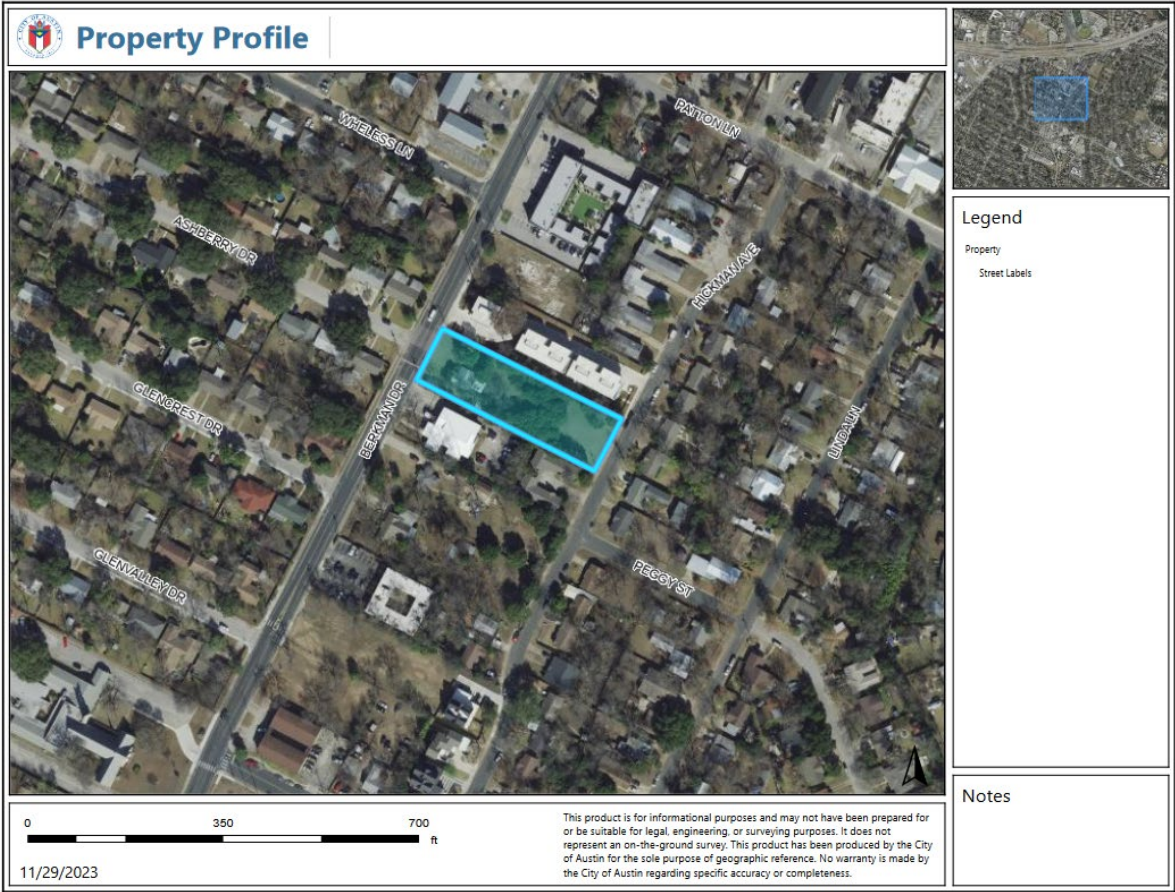 Property Profile
WHELESS LN
PATTON LN
ASHBERRY DR
HICKMAN AVE
GLENCREST DR
BERKMAN DR
LINDA LN
GLENVALLEY DR
PEGGY ST
Legend
Property
Street Labels
Notes
0 350 700
ft
11/29/2023
This product is for informational purposes and may not have been prepared for
or be suitable for legal, engineering, or surveying purposes. It does not
represent an on-the-ground survey. This product has been produced by the City
of Austin for the sole purpose of geographic reference. No warranty is made by
the City of Austin regarding specific accuracy or completeness.